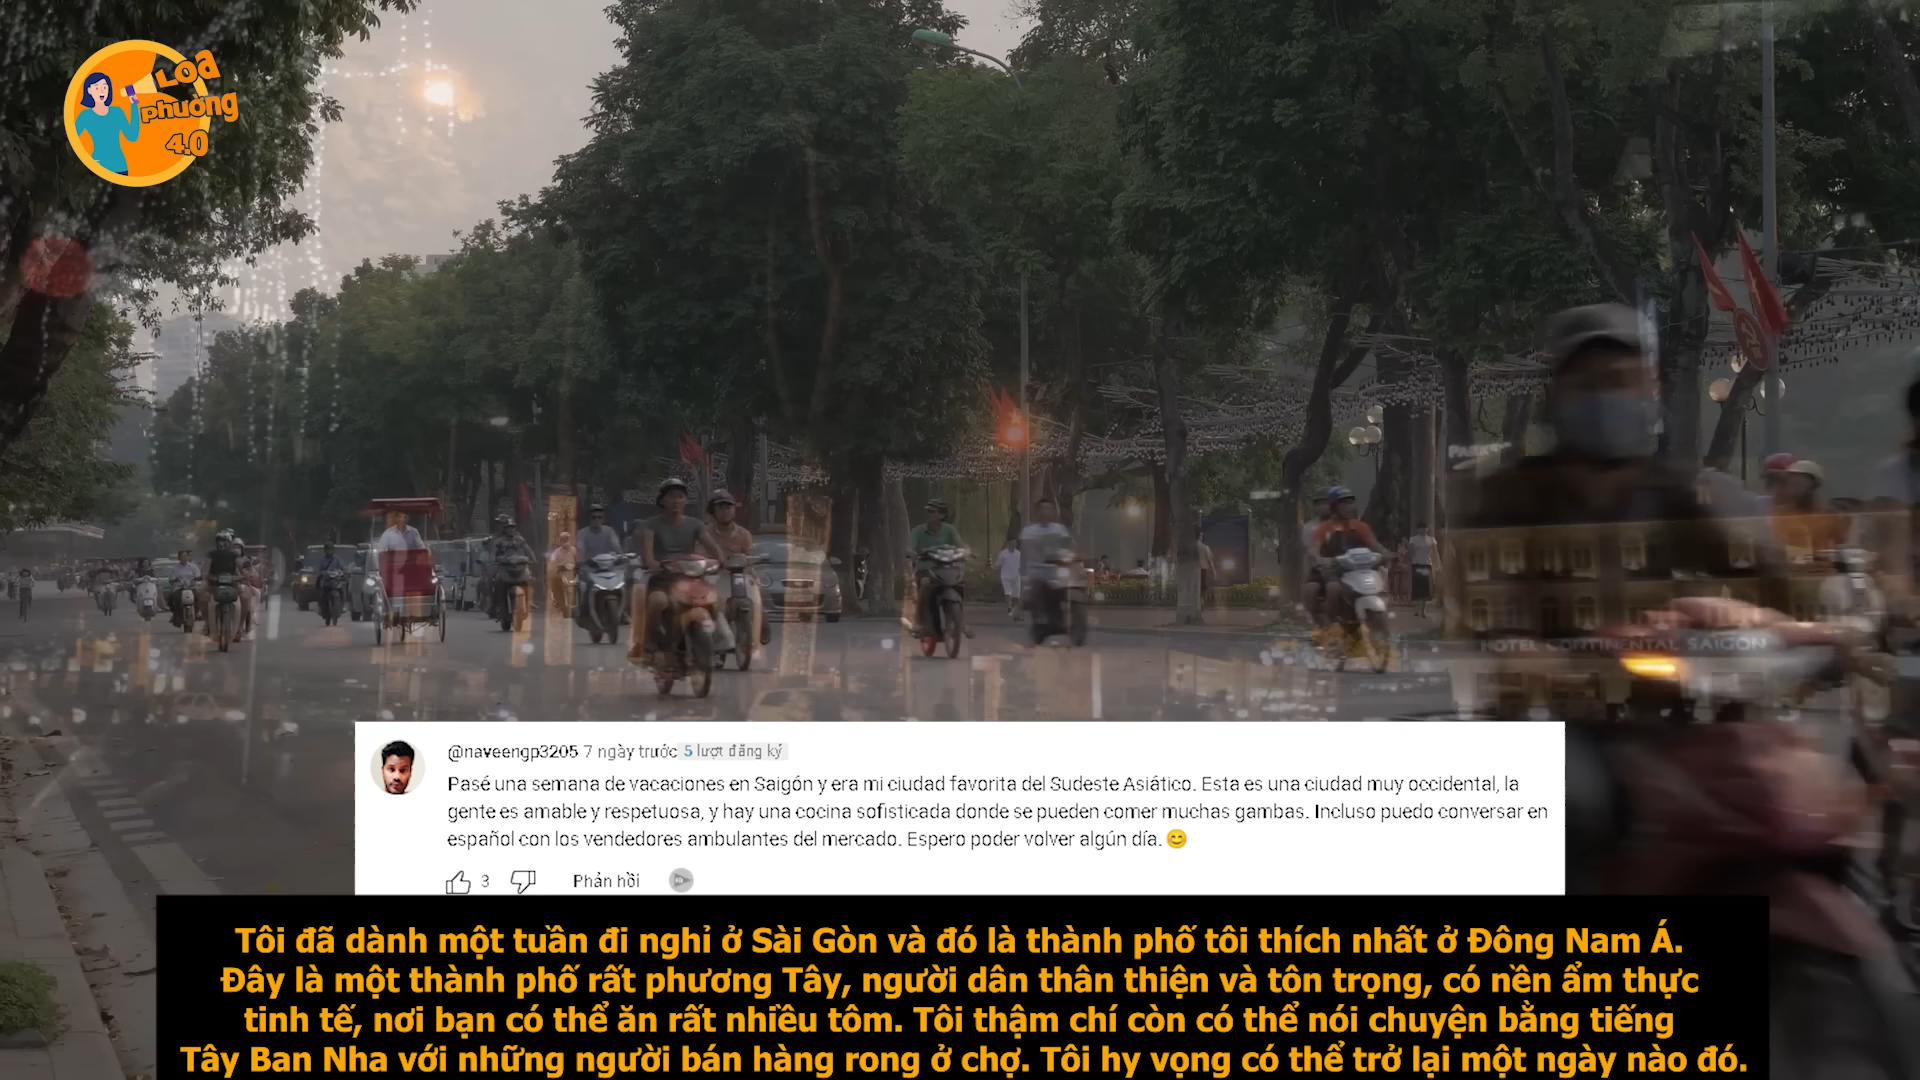 LOA
phường
4.0
HOTEL CONTINENTAL SAIGON
@naveengp3205 7 ngày trước 5 lượt đăng ký
Pasé una semana de vacaciones en Saigón y era mi ciudad favorita del Sudeste Asiático. Esta es una ciudad muy occidental, la
gente es amable y respetuosa, y hay una cocina sofisticada donde se pueden comer muchas gambas. Incluso puedo conversar en
español con los vendedores ambulantes del mercado. Espero poder volver algún día. 😊
3 Phản hồi
Tôi đã dành một tuần đi nghỉ ở Sài Gòn và đó là thành phố tôi thích nhất ở Đông Nam Á.
Đây là một thành phố rất phương Tây, người dân thân thiện và tôn trọng, có nền ẩm thực
tinh tế, nơi bạn có thể ăn rất nhiều tôm. Tôi thậm chí còn có thể nói chuyện bằng tiếng
Tây Ban Nha với những người bán hàng rong ở chợ. Tôi hy vọng có thể trở lại một ngày nào đó.